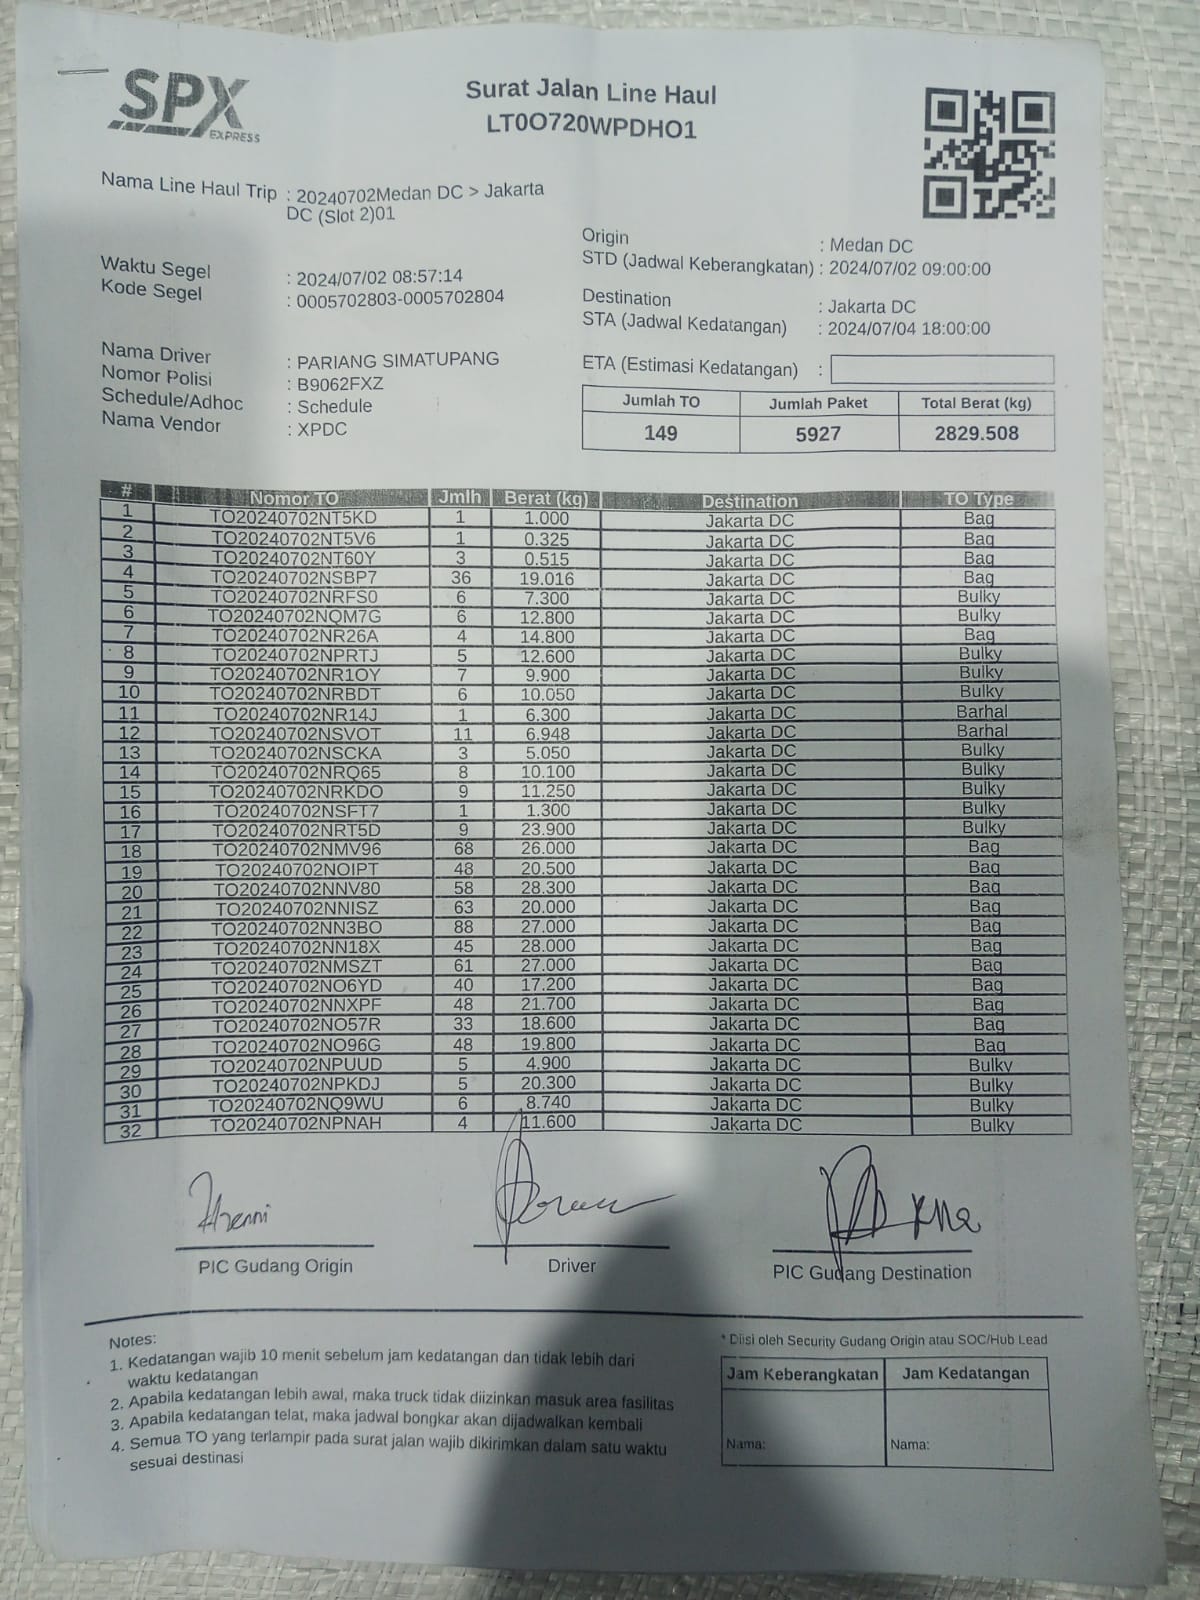 SPX
EXPRESS
Surat Jalan Line Haul
LT0O720WPDHO1
Nama Line Haul Trip : 20240702Medan DC > Jakarta
DC (Slot 2)01
Waktu Segel : 2024/07/02 08:57:14
Kode Segel : 0005702803-0005702804
Origin : Medan DC
STD (Jadwal Keberangkatan) : 2024/07/02 09:00:00
Destination : Jakarta DC
STA (Jadwal Kedatangan) : 2024/07/04 18:00:00
Nama Driver : PARIANG SIMATUPANG
Nomor Polisi : B9062FXZ
Schedule/Adhoc : Schedule
Nama Vendor : XPDC
ETA (Estimasi Kedatangan) :
Jumlah TO Jumlah Paket Total Berat (kg)
149 5927 2829.508
# Nomor TO Jmlh Berat (kg) Destination TO Type
1 TO20240702NT5KD 1 1.000 Jakarta DC Bag
2 TO20240702NT5V6 1 0.325 Jakarta DC Bag
3 TO20240702NT60Y 3 0.515 Jakarta DC Bag
4 TO20240702NSBP7 36 19.016 Jakarta DC Bag
5 TO20240702NRFS0 6 7.300 Jakarta DC Bulky
6 TO20240702NQM7G 6 12.800 Jakarta DC Bulky
7 TO20240702NR26A 4 14.800 Jakarta DC Bag
8 TO20240702NPRTJ 5 12.600 Jakarta DC Bulky
9 TO20240702NR1OY 7 9.900 Jakarta DC Bulky
10 TO20240702NRBDT 6 10.050 Jakarta DC Bulky
11 TO20240702NR14J 1 6.300 Jakarta DC Barhal
12 TO20240702NSVOT 11 6.948 Jakarta DC Barhal
13 TO20240702NSCKA 3 5.050 Jakarta DC Bulky
14 TO20240702NRQ65 8 10.100 Jakarta DC Bulky
15 TO20240702NRKDO 9 11.250 Jakarta DC Bulky
16 TO20240702NSFT7 1 1.300 Jakarta DC Bulky
17 TO20240702NRT5D 9 23.900 Jakarta DC Bulky
18 TO20240702NMV96 68 26.000 Jakarta DC Bag
19 TO20240702NOIPT 48 20.500 Jakarta DC Bag
20 TO20240702NNV80 58 28.300 Jakarta DC Bag
21 TO20240702NNISZ 63 20.000 Jakarta DC Bag
22 TO20240702NN3BO 88 27.000 Jakarta DC Bag
23 TO20240702NN18X 45 28.000 Jakarta DC Bag
24 TO20240702NMSZT 61 27.000 Jakarta DC Bag
25 TO20240702NO6YD 40 17.200 Jakarta DC Bag
26 TO20240702NNXPF 48 21.700 Jakarta DC Bag
27 TO20240702NO57R 33 18.600 Jakarta DC Bag
28 TO20240702NO96G 48 19.800 Jakarta DC Bag
29 TO20240702NPUUD 5 4.900 Jakarta DC Bulky
30 TO20240702NPKDJ 5 20.300 Jakarta DC Bulky
31 TO20240702NQ9WU 6 8.740 Jakarta DC Bulky
32 TO20240702NPNAH 4 11.600 Jakarta DC Bulky
PIC Gudang Origin Driver PIC Gudang Destination
Notes:
1. Kedatangan wajib 10 menit sebelum jam kedatangan dan tidak lebih dari
waktu kedatangan
2. Apabila kedatangan lebih awal, maka truck tidak diizinkan masuk area fasilitas
3. Apabila kedatangan telat, maka jadwal bongkar akan dijadwalkan kembali
4. Semua TO yang terlampir pada surat jalan wajib dikirimkan dalam satu waktu
sesuai destinasi
* Diisi oleh Security Gudang Origin atau SOC/Hub Lead
Jam Keberangkatan Jam Kedatangan
Nama: Nama: